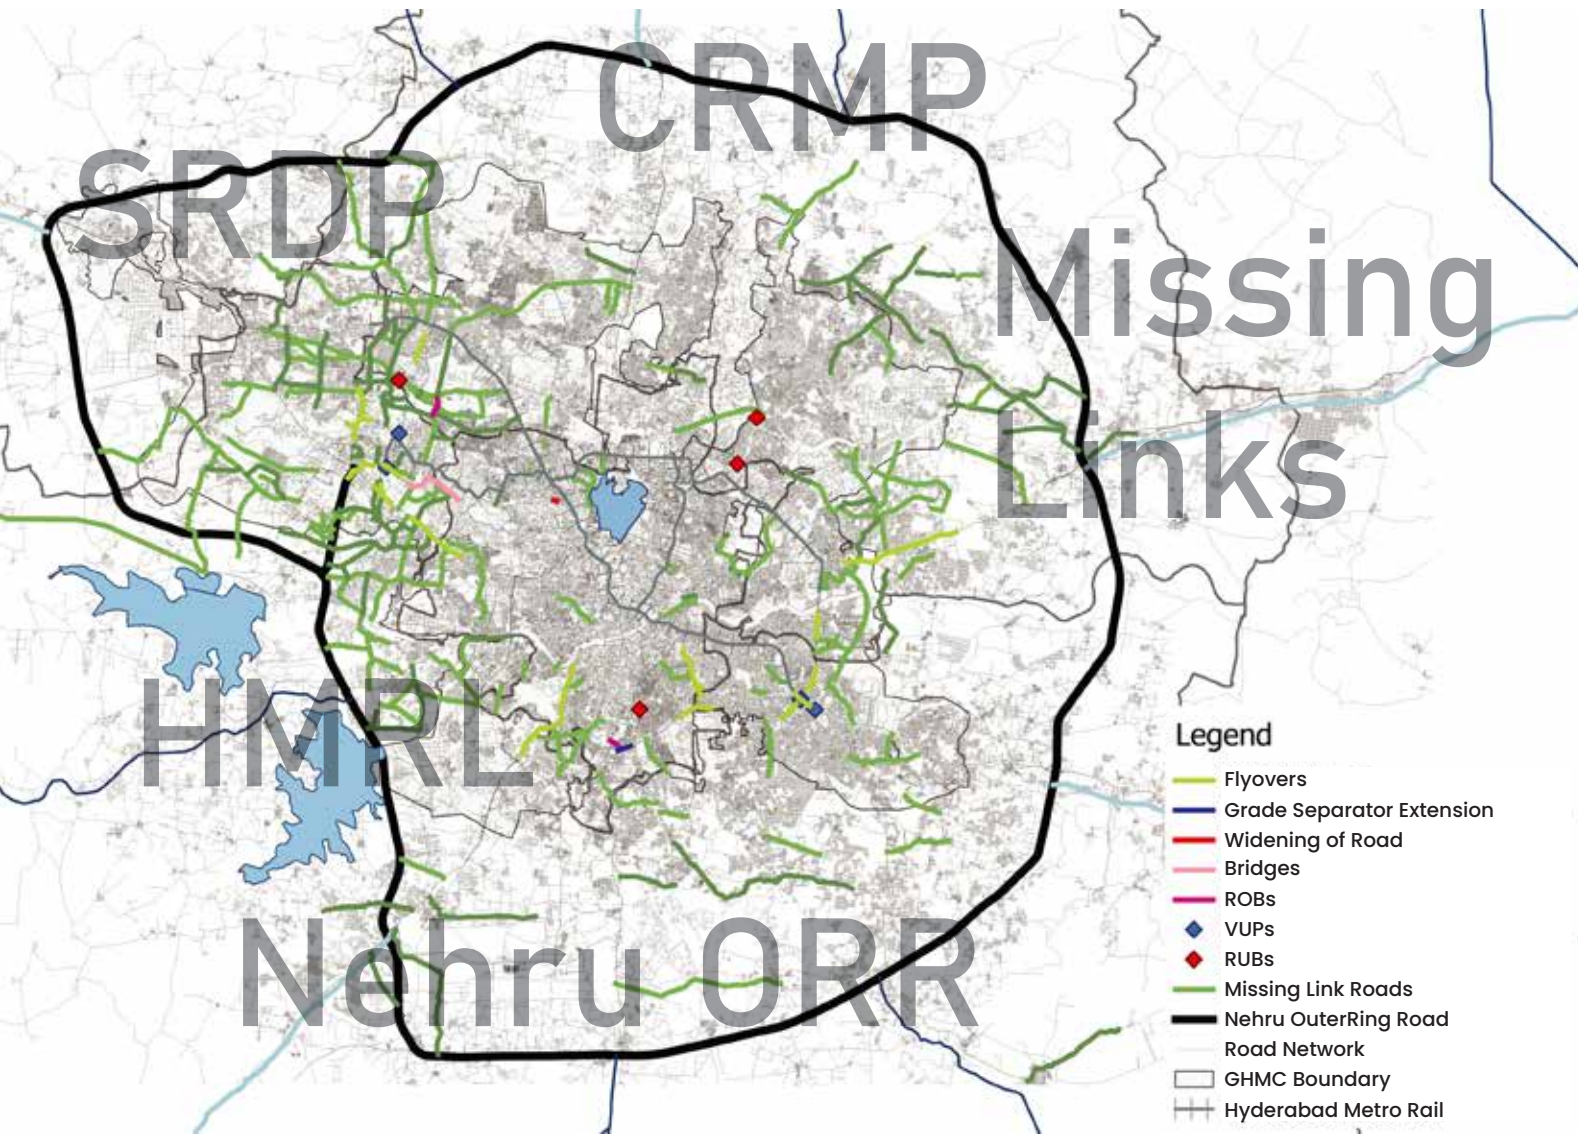 CRMP
SRDP
Missing
Links
HMRL
Nehru ORR
Legend
Flyovers
Grade Separator Extension
Widening of Road
Bridges
ROBs
VUPs
RUBs
Missing Link Roads
Nehru OuterRing Road
Road Network
GHMC Boundary
Hyderabad Metro Rail